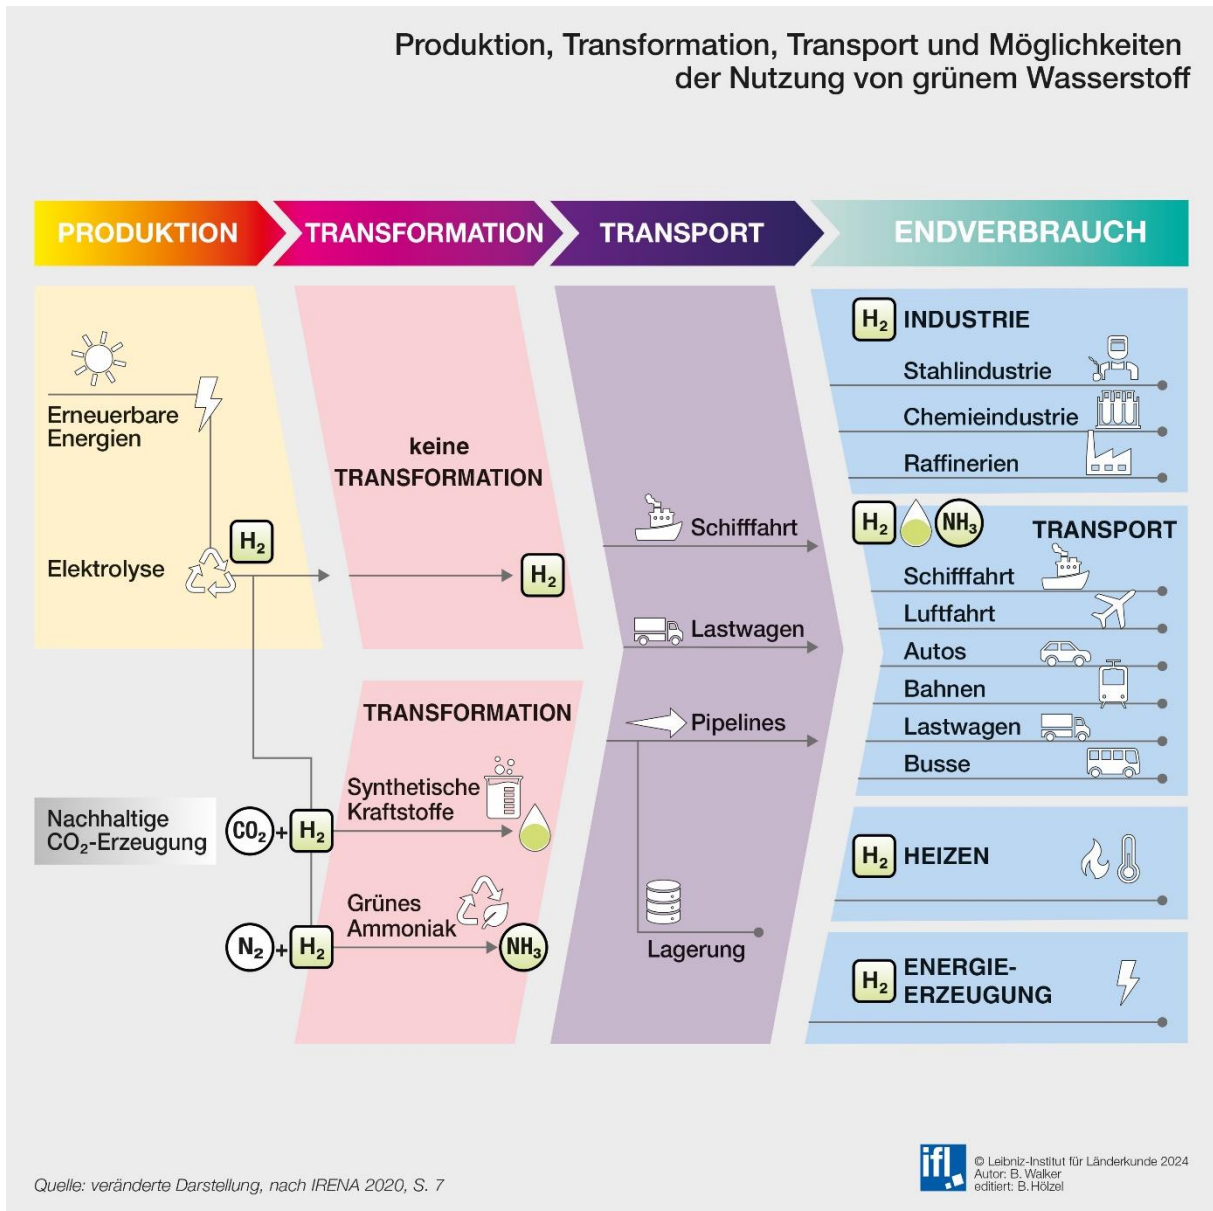 Produktion, Transformation, Transport und Möglichkeiten
der Nutzung von grünem Wasserstoff
PRODUKTION
TRANSFORMATION
TRANSPORT
ENDVERBRAUCH
Erneuerbare
Energien
Elektrolyse
H₂
keine
TRANSFORMATION
H₂
TRANSFORMATION
Nachhaltige
CO₂-Erzeugung
CO₂ + H₂
Synthetische
Kraftstoffe
N₂ + H₂
Grünes
Ammoniak
NH₃
Schifffahrt
Lastwagen
Pipelines
Lagerung
H₂ INDUSTRIE
Stahlindustrie
Chemieindustrie
Raffinerien
H₂ NH₃ TRANSPORT
Schifffahrt
Luftfahrt
Autos
Bahnen
Lastwagen
Busse
H₂ HEIZEN
H₂ ENERGIE-
ERZEUGUNG
Quelle: veränderte Darstellung, nach IRENA 2020, S. 7
ifl
© Leibniz-Institut für Länderkunde 2024
Autor: B. Walker
editiert: B. Hölzel